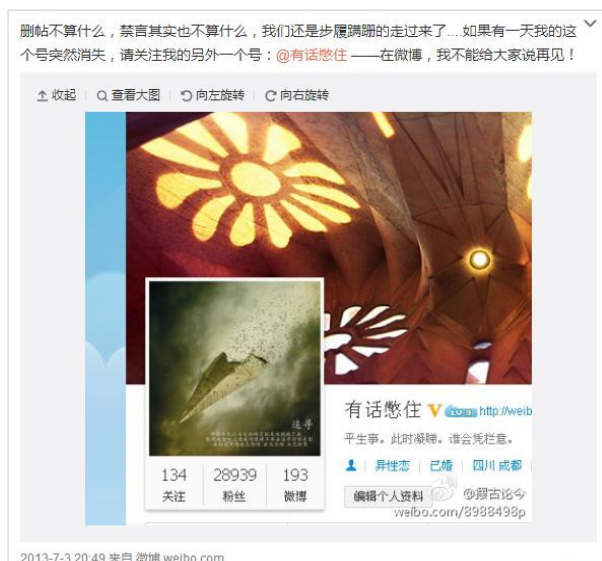 删帖不算什么，禁言其实也不算什么，我们还是步履蹒跚的走过来了....如果有一天我的这
个号突然消失，请关注我的另外一个号：@有话憋住 ——在微博，我不能给大家说再见！
收起 查看大图 向左旋转 向右旋转
追寻
有话憋住 V LV 9 http://weib
平生事。此时凝睇。谁会凭栏意。
异性恋 已婚 四川 成都
134 28939 193
关注 粉丝 微博
编辑个人资料
weibo.com/8988498p
2013-7-3 20:49 来自 微博 weibo.com